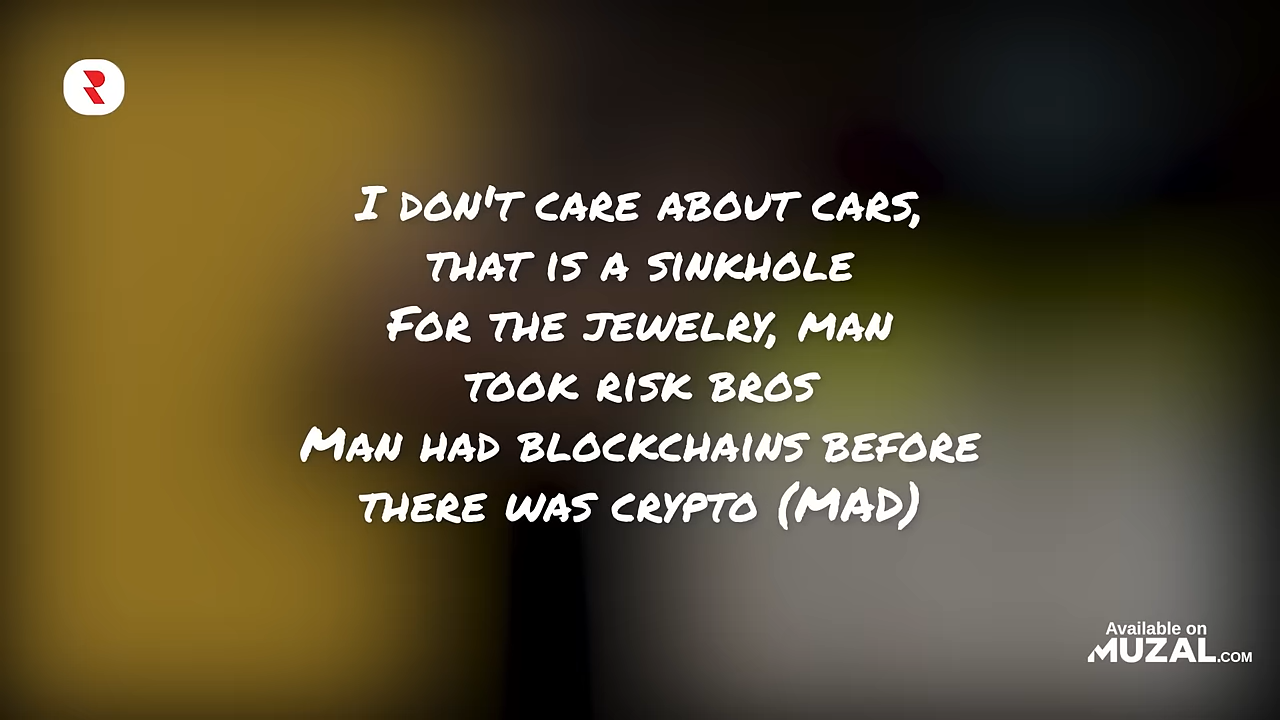 I DON'T CARE ABOUT CARS,
THAT IS A SINKHOLE
FOR THE JEWELRY, MAN
TOOK RISK BROS
MAN HAD BLOCKCHAINS BEFORE
THERE WAS CRYPTO (MAD)
Available on
MUZAL.COM